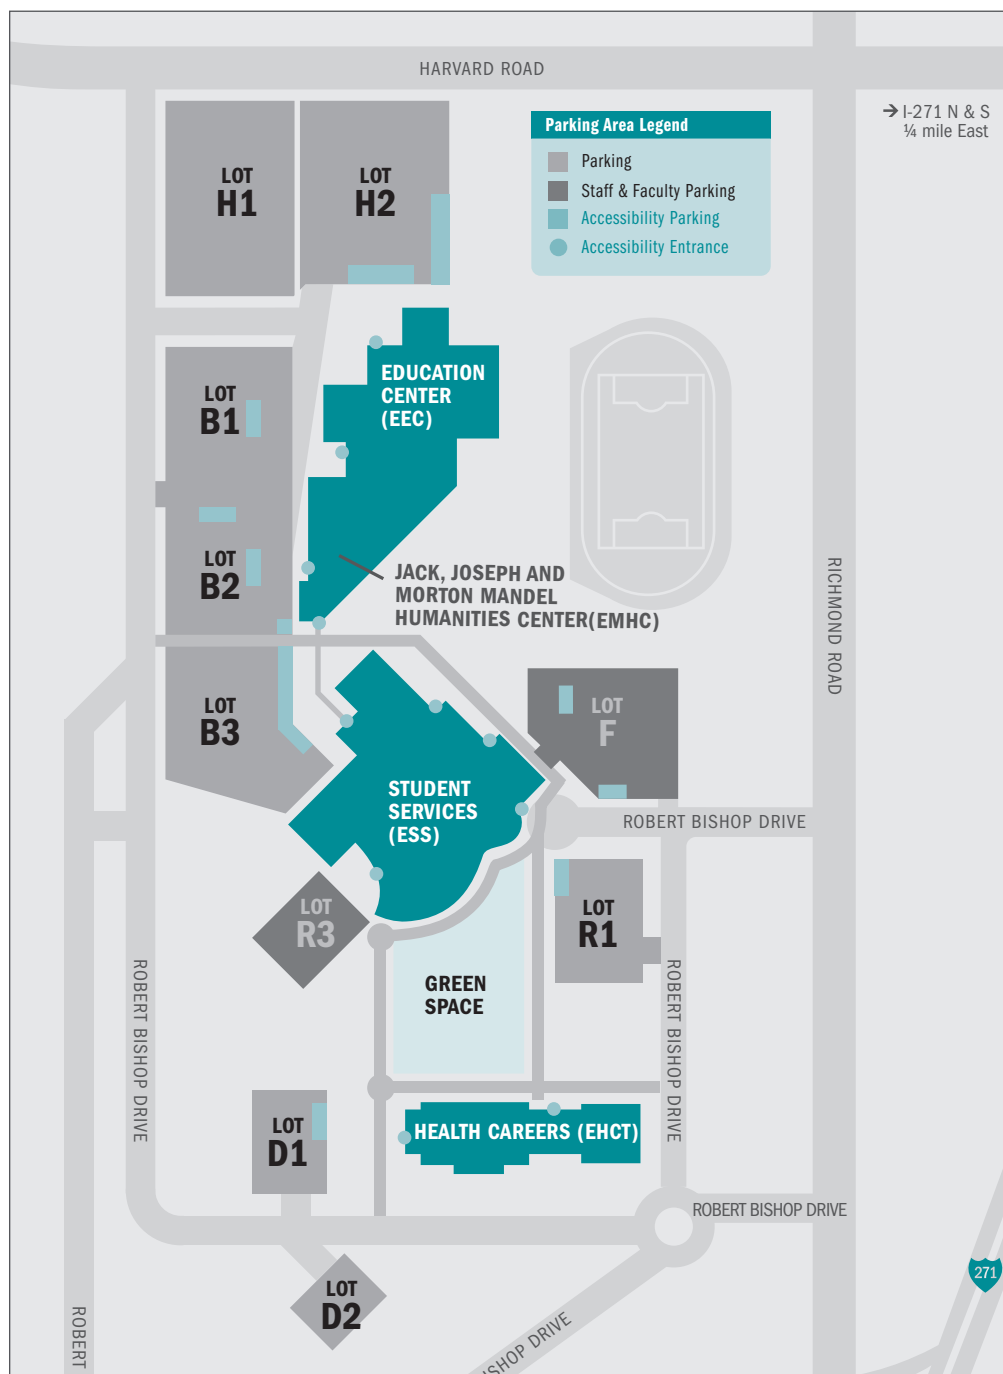 HARVARD ROAD
→ I-271 N & S
¼ mile East
Parking Area Legend
Parking
Staff & Faculty Parking
Accessibility Parking
Accessibility Entrance
LOT
H1
LOT
H2
EDUCATION
CENTER
(EEC)
LOT
B1
LOT
B2
JACK, JOSEPH AND
MORTON MANDEL
HUMANITIES CENTER(EMHC)
RICHMOND ROAD
LOT
B3
LOT
F
STUDENT
SERVICES
(ESS)
ROBERT BISHOP DRIVE
LOT
R3
LOT
R1
GREEN
SPACE
ROBERT BISHOP DRIVE
ROBERT BISHOP DRIVE
LOT
D1
HEALTH CAREERS (EHCT)
ROBERT BISHOP DRIVE
271
LOT
D2
ROBERT
ISHOP DRIVE